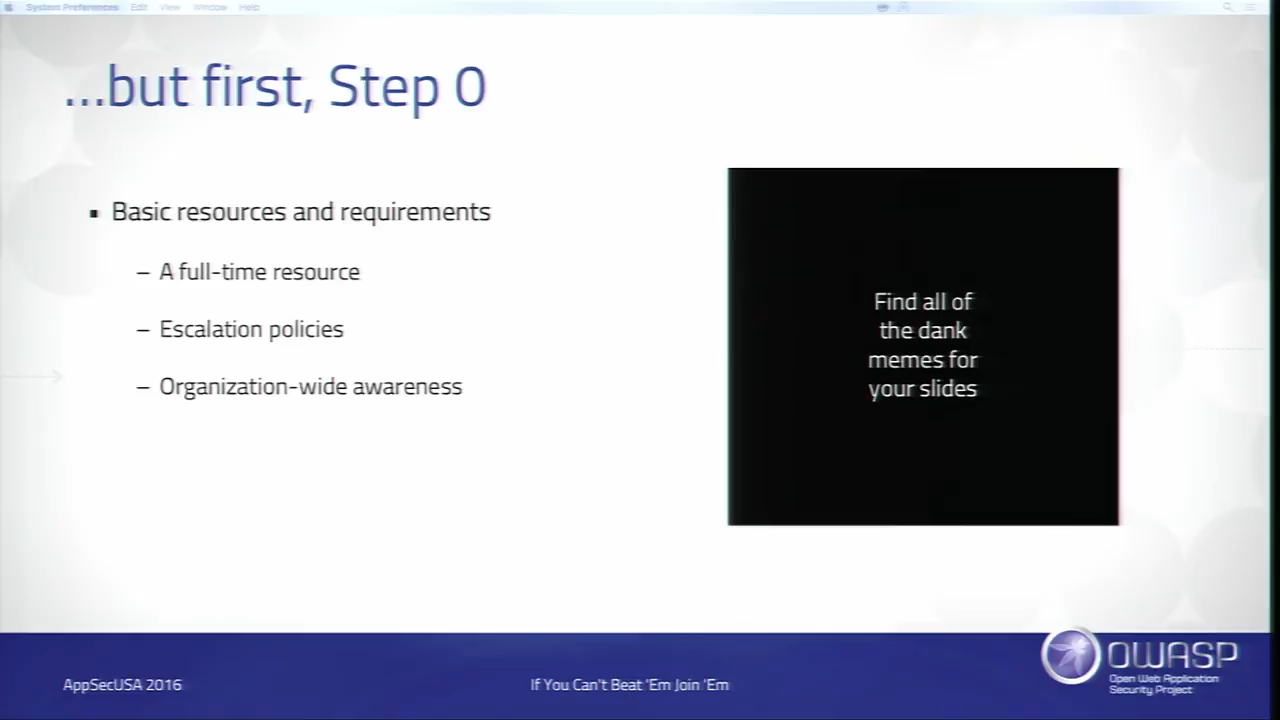 System Preferences Edit View Window Help
...but first, Step 0
▪ Basic resources and requirements
– A full-time resource
– Escalation policies
– Organization-wide awareness
Find all of
the dank
memes for
your slides
AppSecUSA 2016
If You Can't Beat 'Em Join 'Em
OWASP
Open Web Application
Security Project